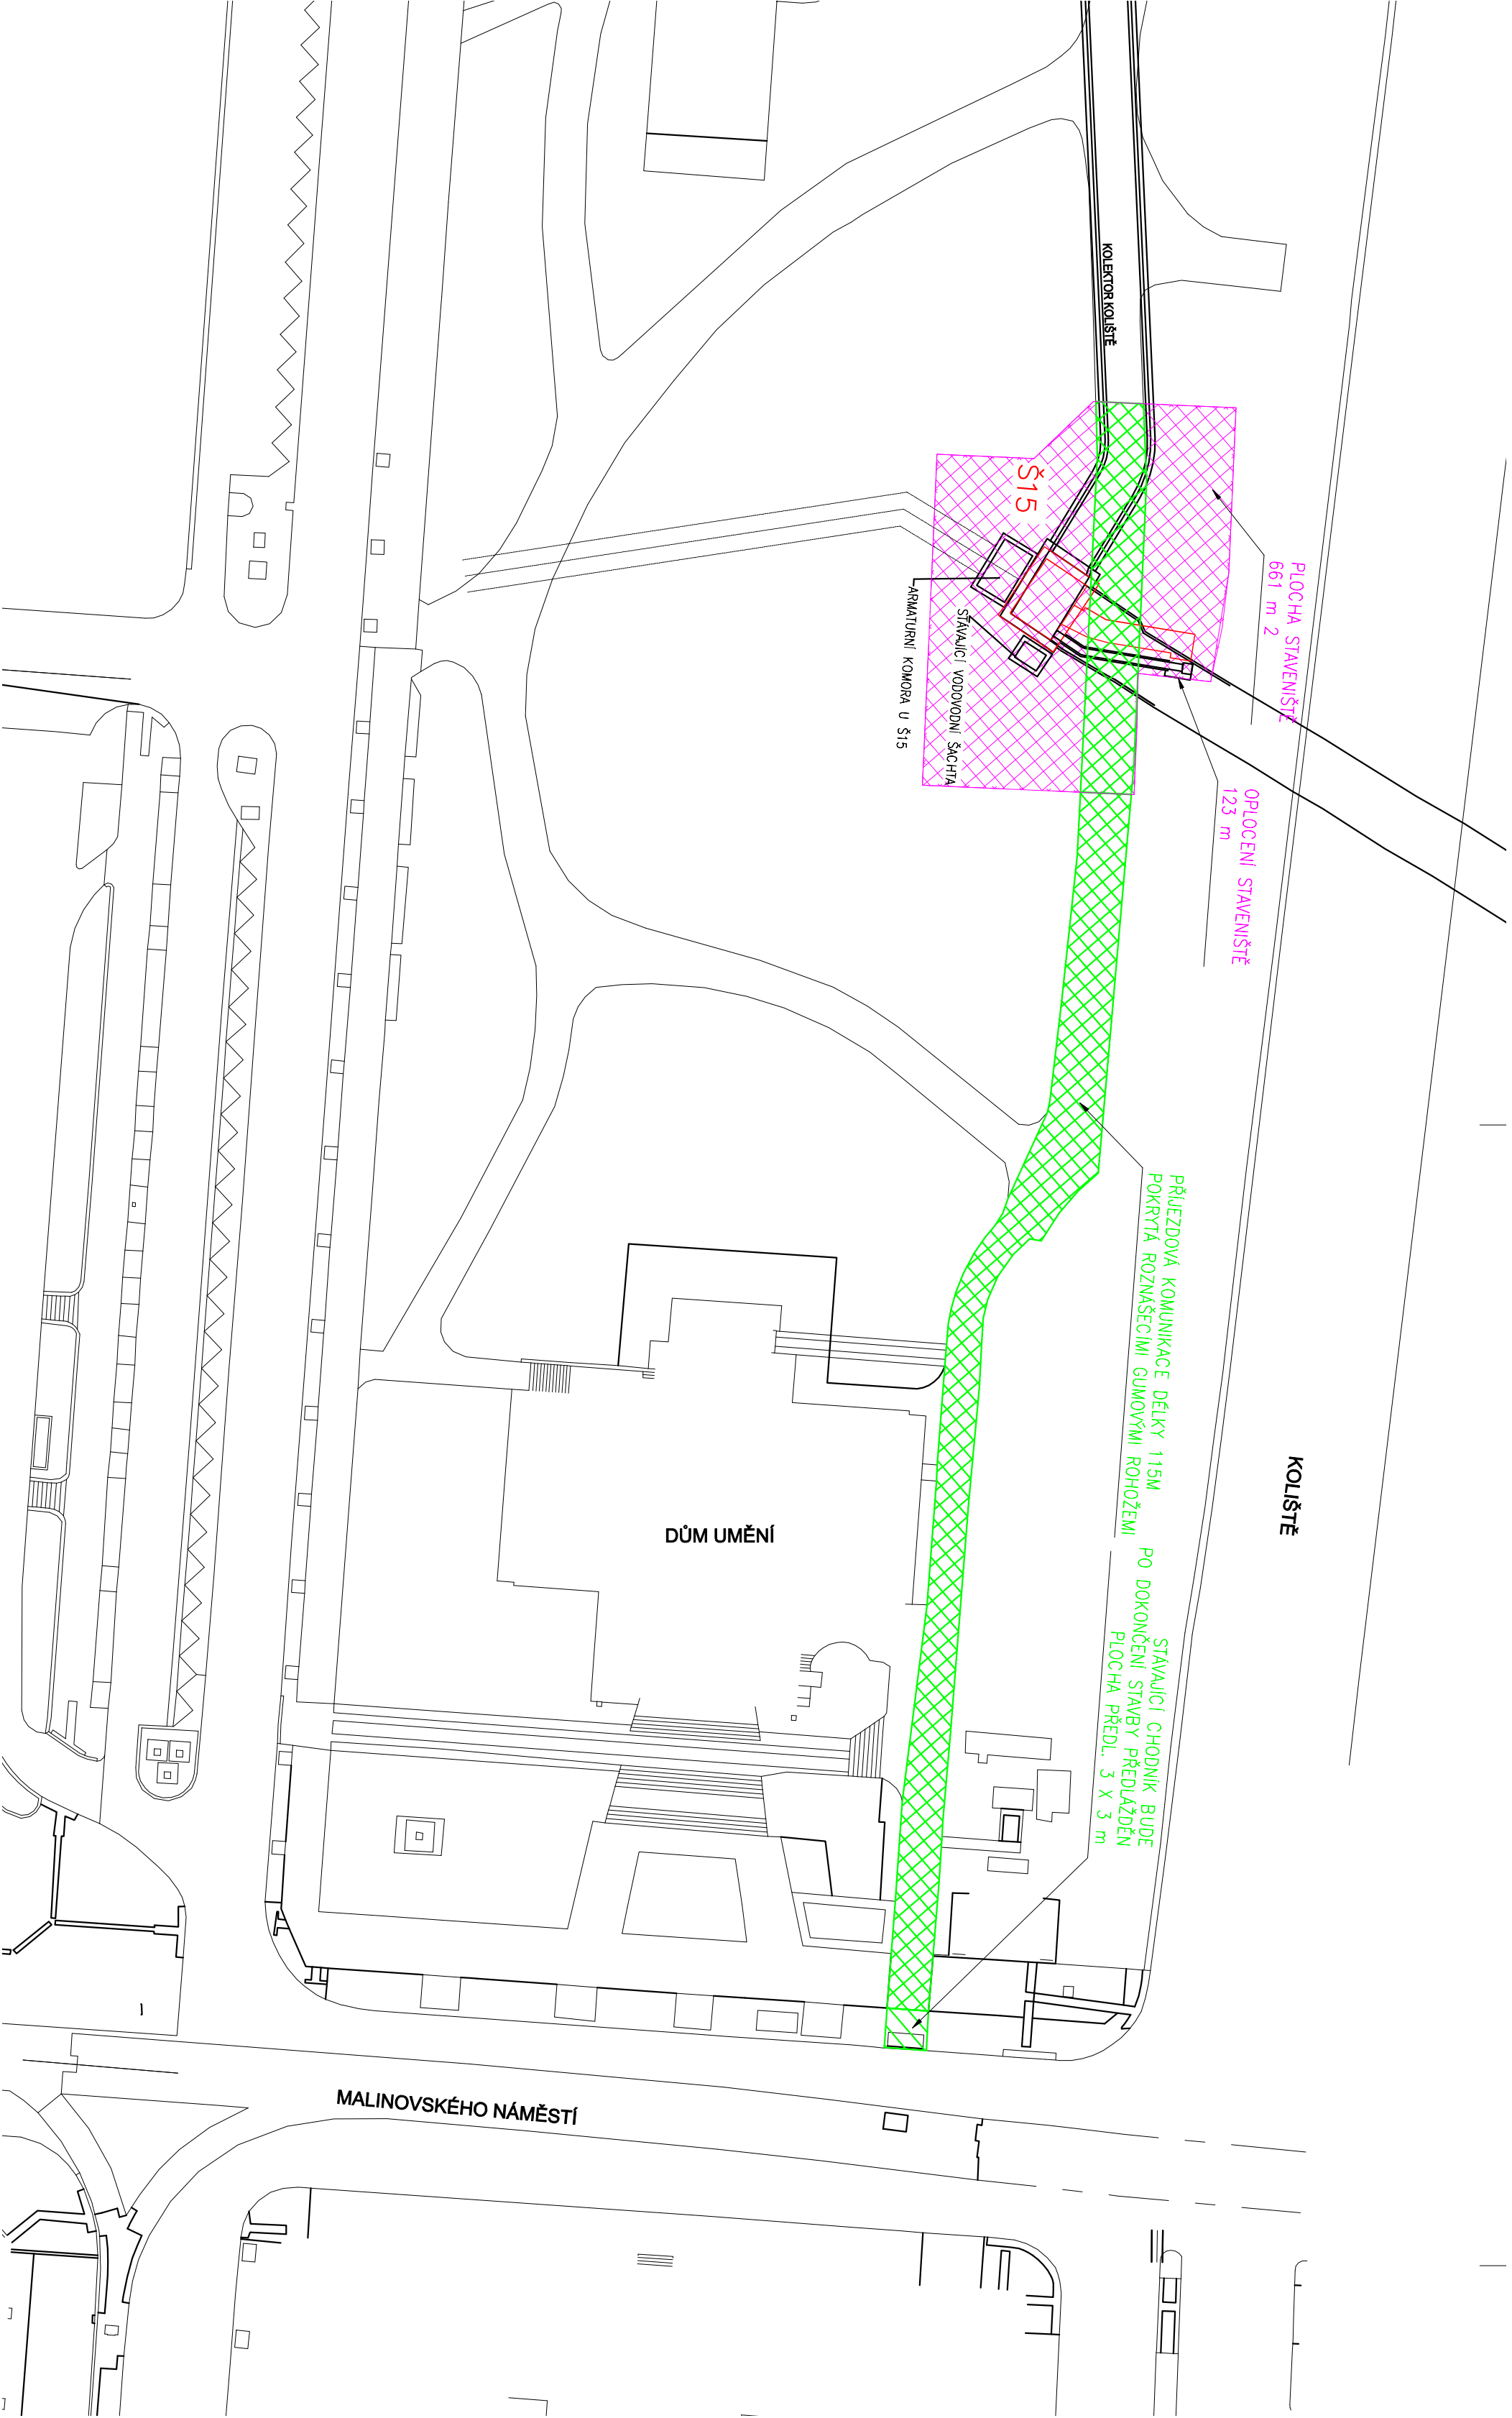 KOLEKTOR KOLIŠTĚ
PLOCHA STAVENIŠTĚ
661 m 2
Š15
STÁVAJÍCÍ VODOVODNÍ ŠACHTA
ARMATURNÍ KOMORA U Š15
OPLOCENÍ STAVENIŠTĚ
123 m
PŘÍJEZDOVÁ KOMUNIKACE DÉLKY 115M
POKRYTÁ ROZNÁŠECÍMI GUMOVÝMI ROHOŽEMI
KOLIŠTĚ
DŮM UMĚNÍ
STÁVAJÍCÍ CHODNÍK BUDE
PO DOKONČENÍ STAVBY PŘEDLÁŽDĚN
PLOCHA PŘEDL. 3 X 3 m
MALINOVSKÉHO NÁMĚSTÍ